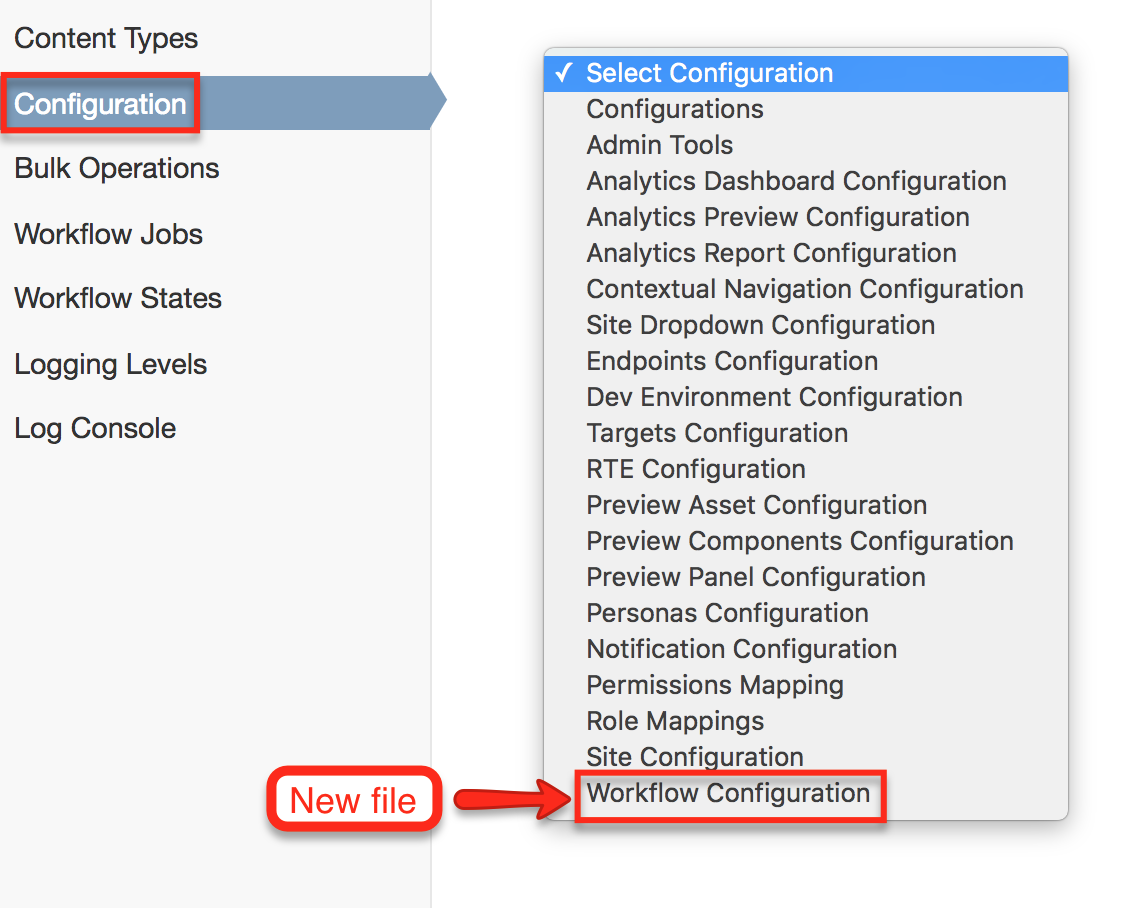 Content Types
Configuration
Bulk Operations
Workflow Jobs
Workflow States
Logging Levels
Log Console
✓ Select Configuration
Configurations
Admin Tools
Analytics Dashboard Configuration
Analytics Preview Configuration
Analytics Report Configuration
Contextual Navigation Configuration
Site Dropdown Configuration
Endpoints Configuration
Dev Environment Configuration
Targets Configuration
RTE Configuration
Preview Asset Configuration
Preview Components Configuration
Preview Panel Configuration
Personas Configuration
Notification Configuration
Permissions Mapping
Role Mappings
Site Configuration
New file
Workflow Configuration